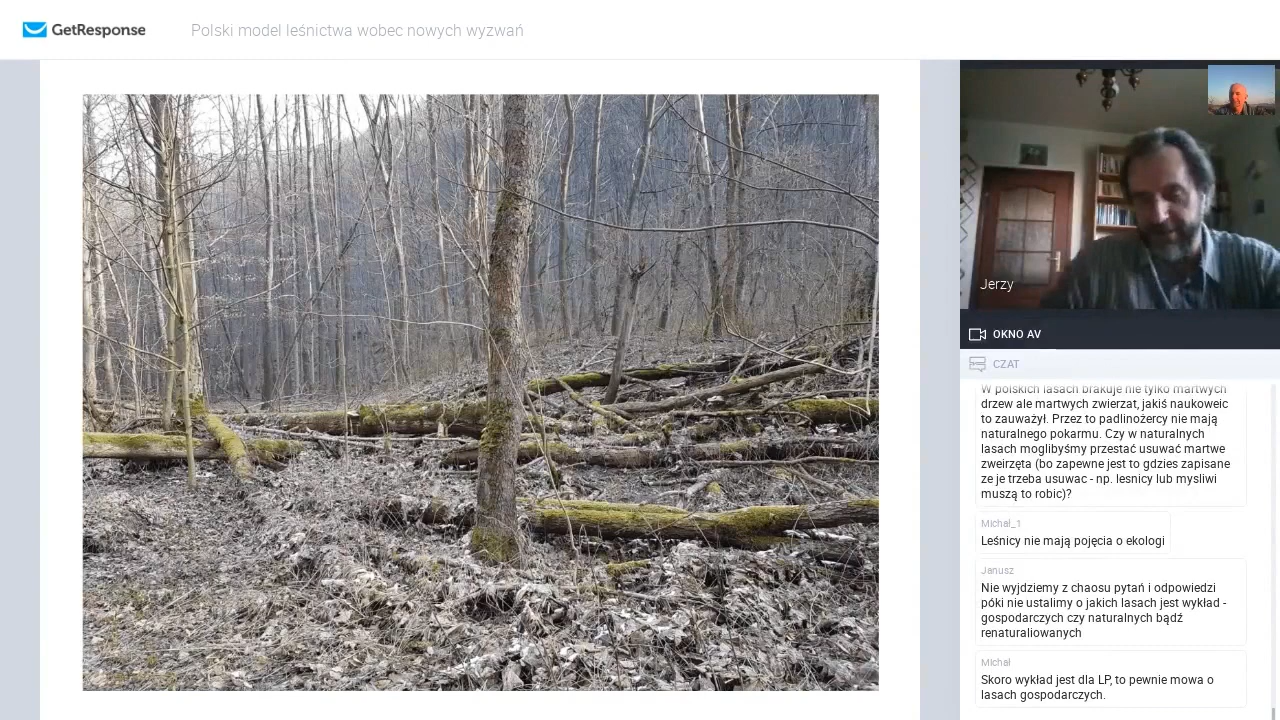 GetResponse
Polski model leśnictwa wobec nowych wyzwań
Jerzy
OKNO AV
CZAT
W polskich lasach brakuje nie tylko martwych
drzew ale martwych zwierzat, jakiś naukoweic
to zauważył. Przez to padlinożercy nie mają
naturalnego pokarmu. Czy w naturalnych
lasach moglibyśmy przestać usuwać martwe
zweirzęta (bo zapewne jest to gdzies zapisane
ze je trzeba usuwac - np. lesnicy lub mysliwi
muszą to robic)?
Michał_1
Leśnicy nie mają pojęcia o ekologi
Janusz
Nie wyjdziemy z chaosu pytań i odpowiedzi
póki nie ustalimy o jakich lasach jest wykład -
gospodarczych czy naturalnych bądź
renaturaliowanych
Michał
Skoro wykład jest dla LP, to pewnie mowa o
lasach gospodarczych.